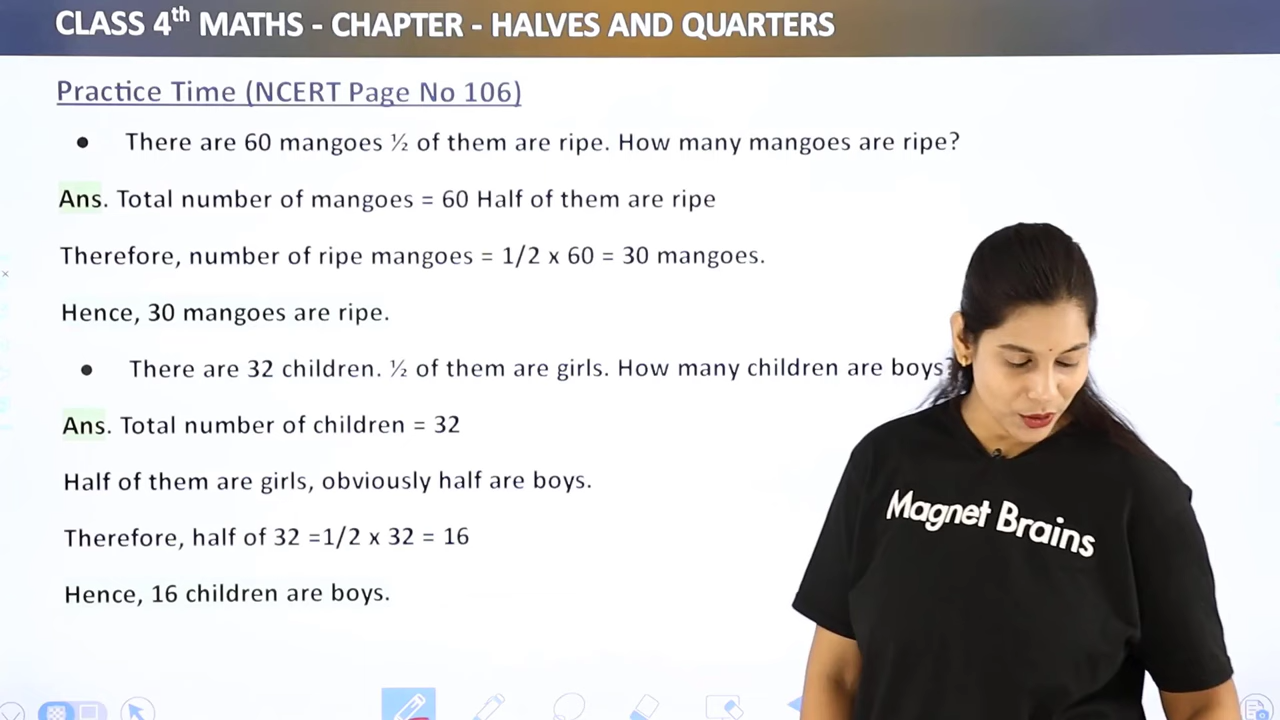 CLASS 4th MATHS - CHAPTER - HALVES AND QUARTERS
Practice Time (NCERT Page No 106)
• There are 60 mangoes ½ of them are ripe. How many mangoes are ripe?
Ans. Total number of mangoes = 60 Half of them are ripe
Therefore, number of ripe mangoes = 1/2 x 60 = 30 mangoes.
Hence, 30 mangoes are ripe.
• There are 32 children. ½ of them are girls. How many children are boys?
Ans. Total number of children = 32
Half of them are girls, obviously half are boys.
Therefore, half of 32 =1/2 x 32 = 16
Hence, 16 children are boys.
Magnet Brains